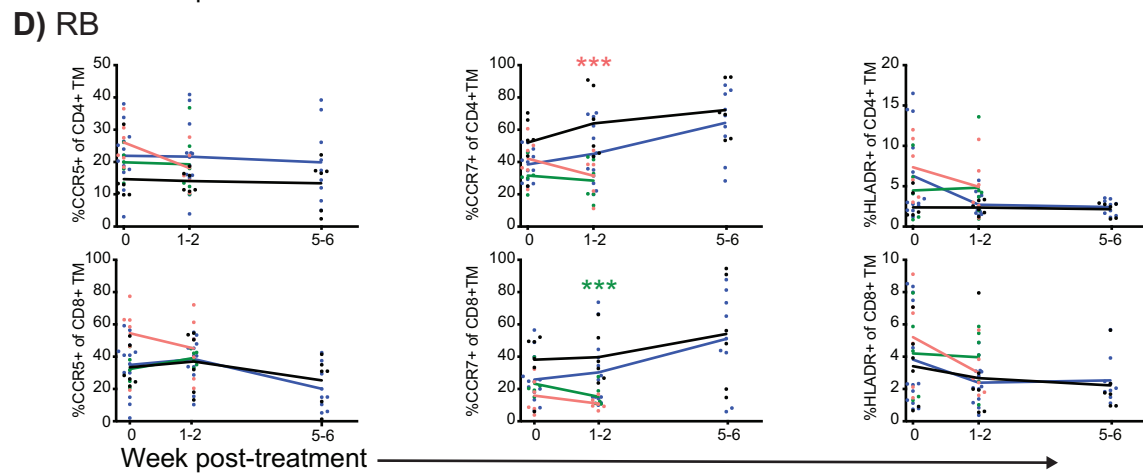 D) RB
%CCR5+ of CD4+ TM
50
40
30
20
10
0
0 1-2 5-6
%CCR7+ of CD4+TM
100
80
60
40
20
0
***
0 1-2 5-6
%HLADR+ of CD4+ TM
20
15
10
5
0
0 1-2 5-6
%CCR5+ of CD8+ TM
100
80
60
40
20
0
0 1-2 5-6
%CCR7+ of CD8+TM
100
80
60
40
20
0
***
0 1-2 5-6
%HLADR+ of CD8+ TM
10
8
6
4
2
0
0 1-2 5-6
Week post-treatment